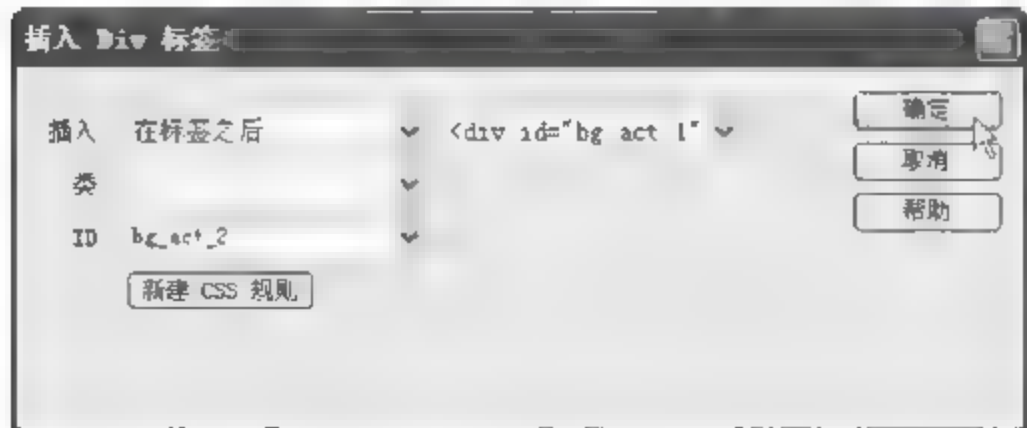 插入 Div 标签
插入 在标签之后 <div id="bg_act_1" 确定
取消
类
帮助
ID bg_act_2
新建 CSS 规则